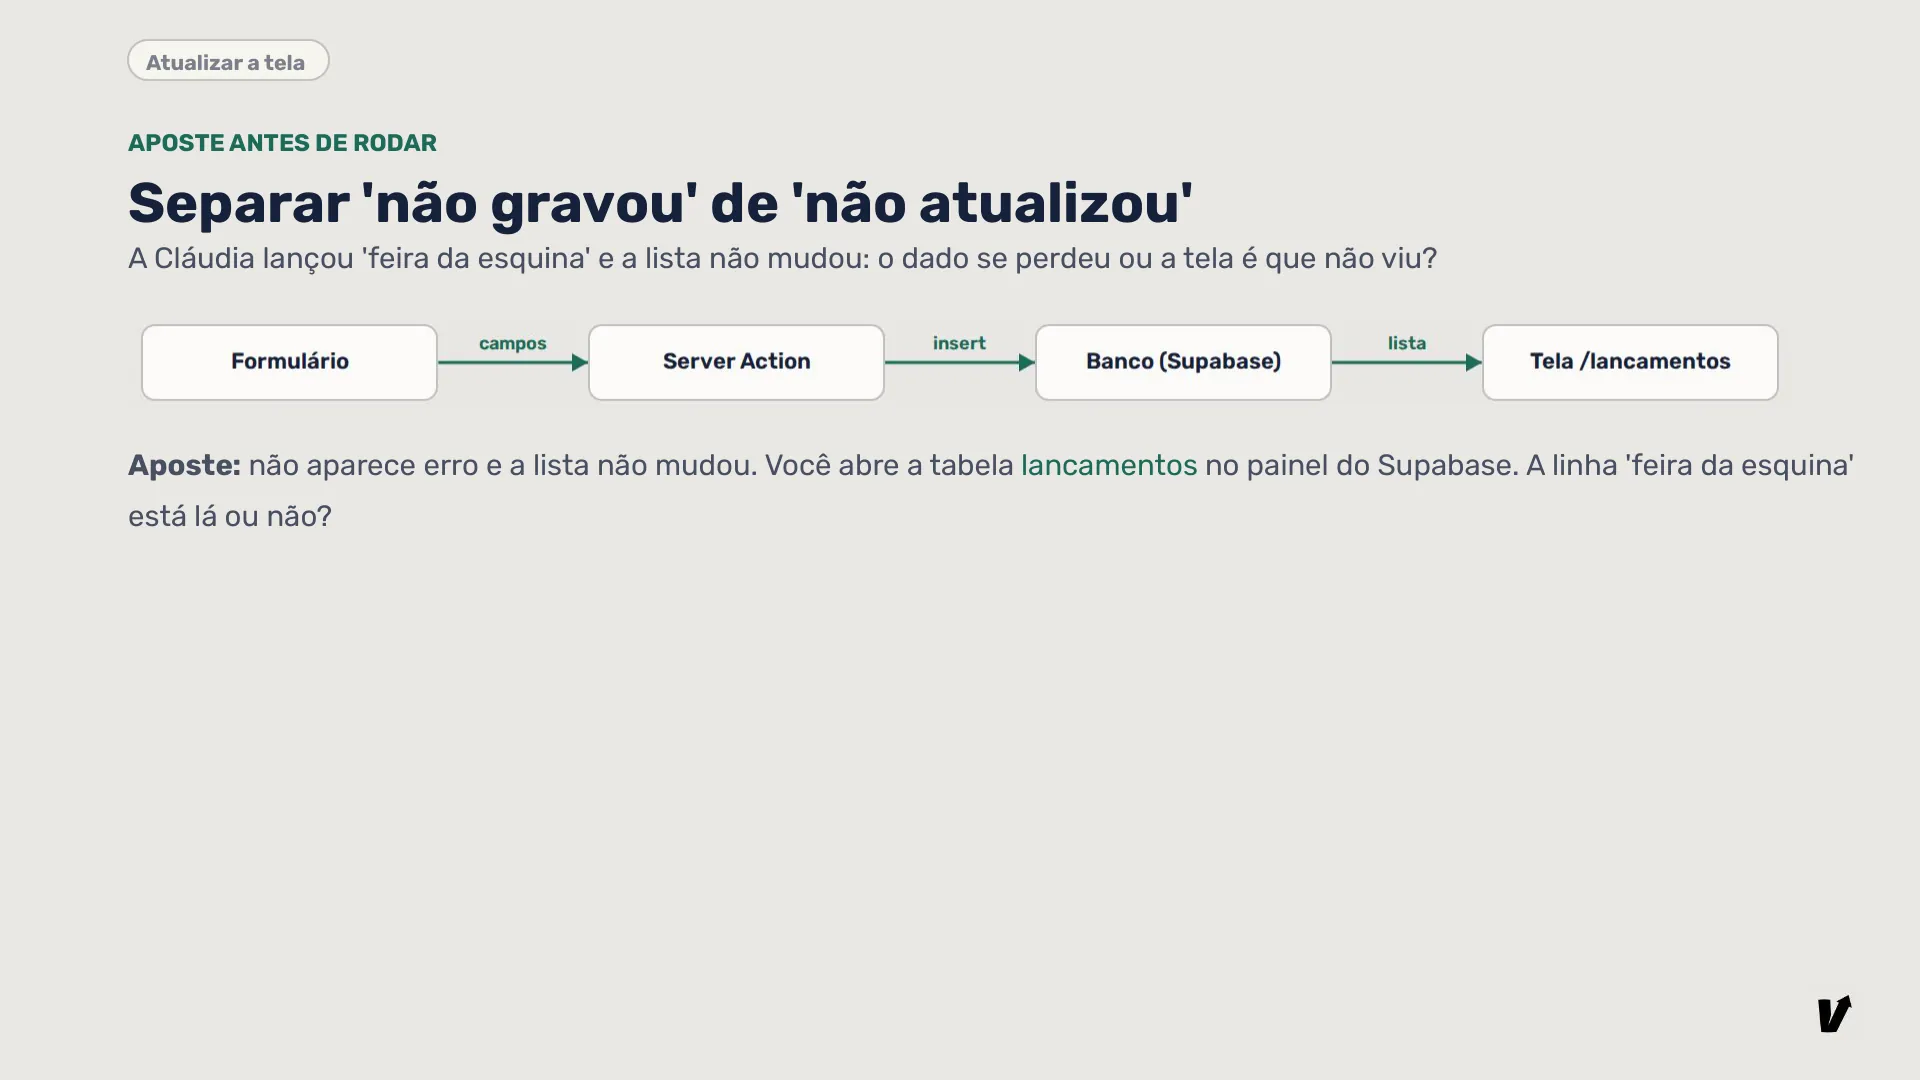 Atualizar a tela
APOSTE ANTES DE RODAR
Separar 'não gravou' de 'não atualizou'
A Cláudia lançou 'feira da esquina' e a lista não mudou: o dado se perdeu ou a tela é que não viu?
Formulário
campos
Server Action
insert
Banco (Supabase)
lista
Tela /lancamentos
Aposte: não aparece erro e a lista não mudou. Você abre a tabela lancamentos no painel do Supabase. A linha 'feira da esquina'
está lá ou não?